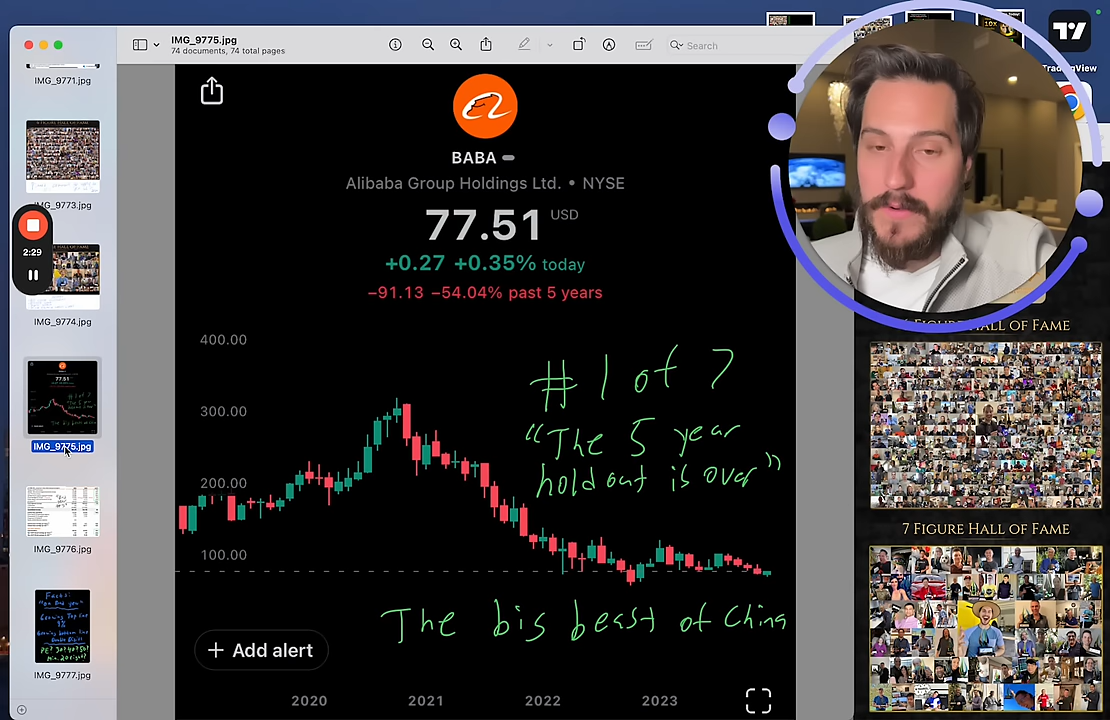 IMG_9775.jpg
74 documents, 74 total pages
Search
TradingView
IMG_9771.jpg
IMG_9773.jpg
2:29
IMG_9774.jpg
IMG_9775.jpg
IMG_9776.jpg
IMG_9777.jpg
BABA
Alibaba Group Holdings Ltd. • NYSE
77.51 USD
+0.27 +0.35% today
−91.13 −54.04% past 5 years
400.00
300.00
200.00
100.00
# 1 of 7
"The 5 year
holdout is over"
The big beast of China
+ Add alert
2020
2021
2022
2023
FIGURE HALL OF FAME
7 FIGURE HALL OF FAME